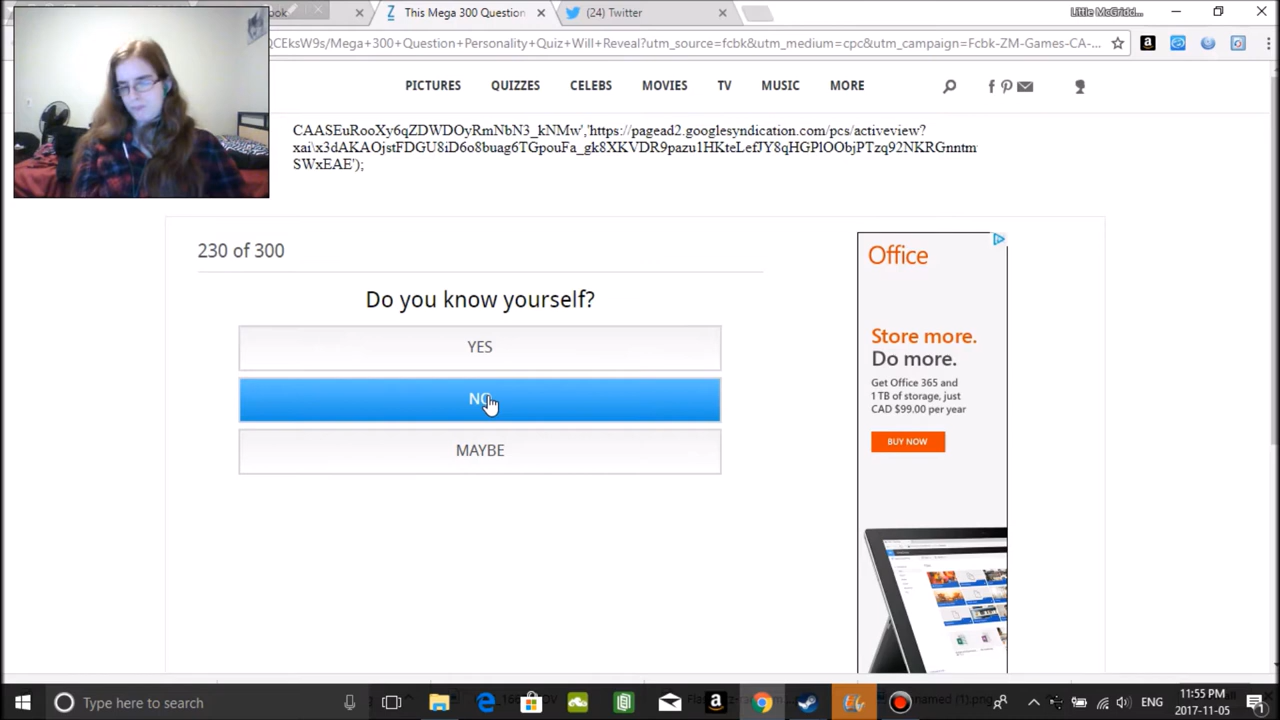 ook
This Mega 300 Question
(24) Twitter
Little McGridd...
QCEksW9s/Mega+300+Question+Personality+Quiz+Will+Reveal?utm_source=fcbk&utm_medium=cpc&utm_campaign=Fcbk-ZM-Games-CA-...
PICTURES QUIZZES CELEBS MOVIES TV MUSIC MORE
CAASEuRooXy6qZDWDOyRmNbN3_kNMw','https://pagead2.googlesyndication.com/pcs/activeview?
xai\x3dAKAOjstFDGU8iD6o8buag6TGpouFa_gk8XKVDR9pazu1HKteLefJY8qHGPlOObjPTzq92NKRGnntm
SWxEAE');
230 of 300
Do you know yourself?
YES
NO
MAYBE
Office
Store more.
Do more.
Get Office 365 and
1 TB of storage, just
CAD $99.00 per year
BUY NOW
Type here to search
ENG
11:55 PM
2017-11-05